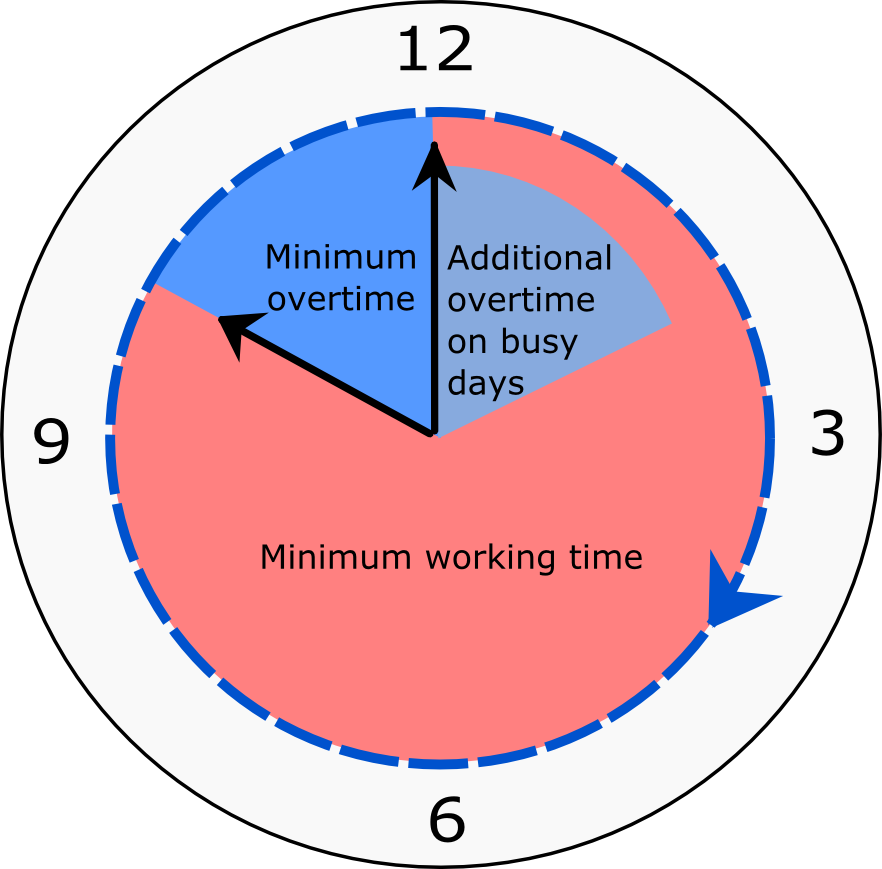 12
Minimum
overtime
Additional
overtime
on busy
days
9
3
Minimum working time
6